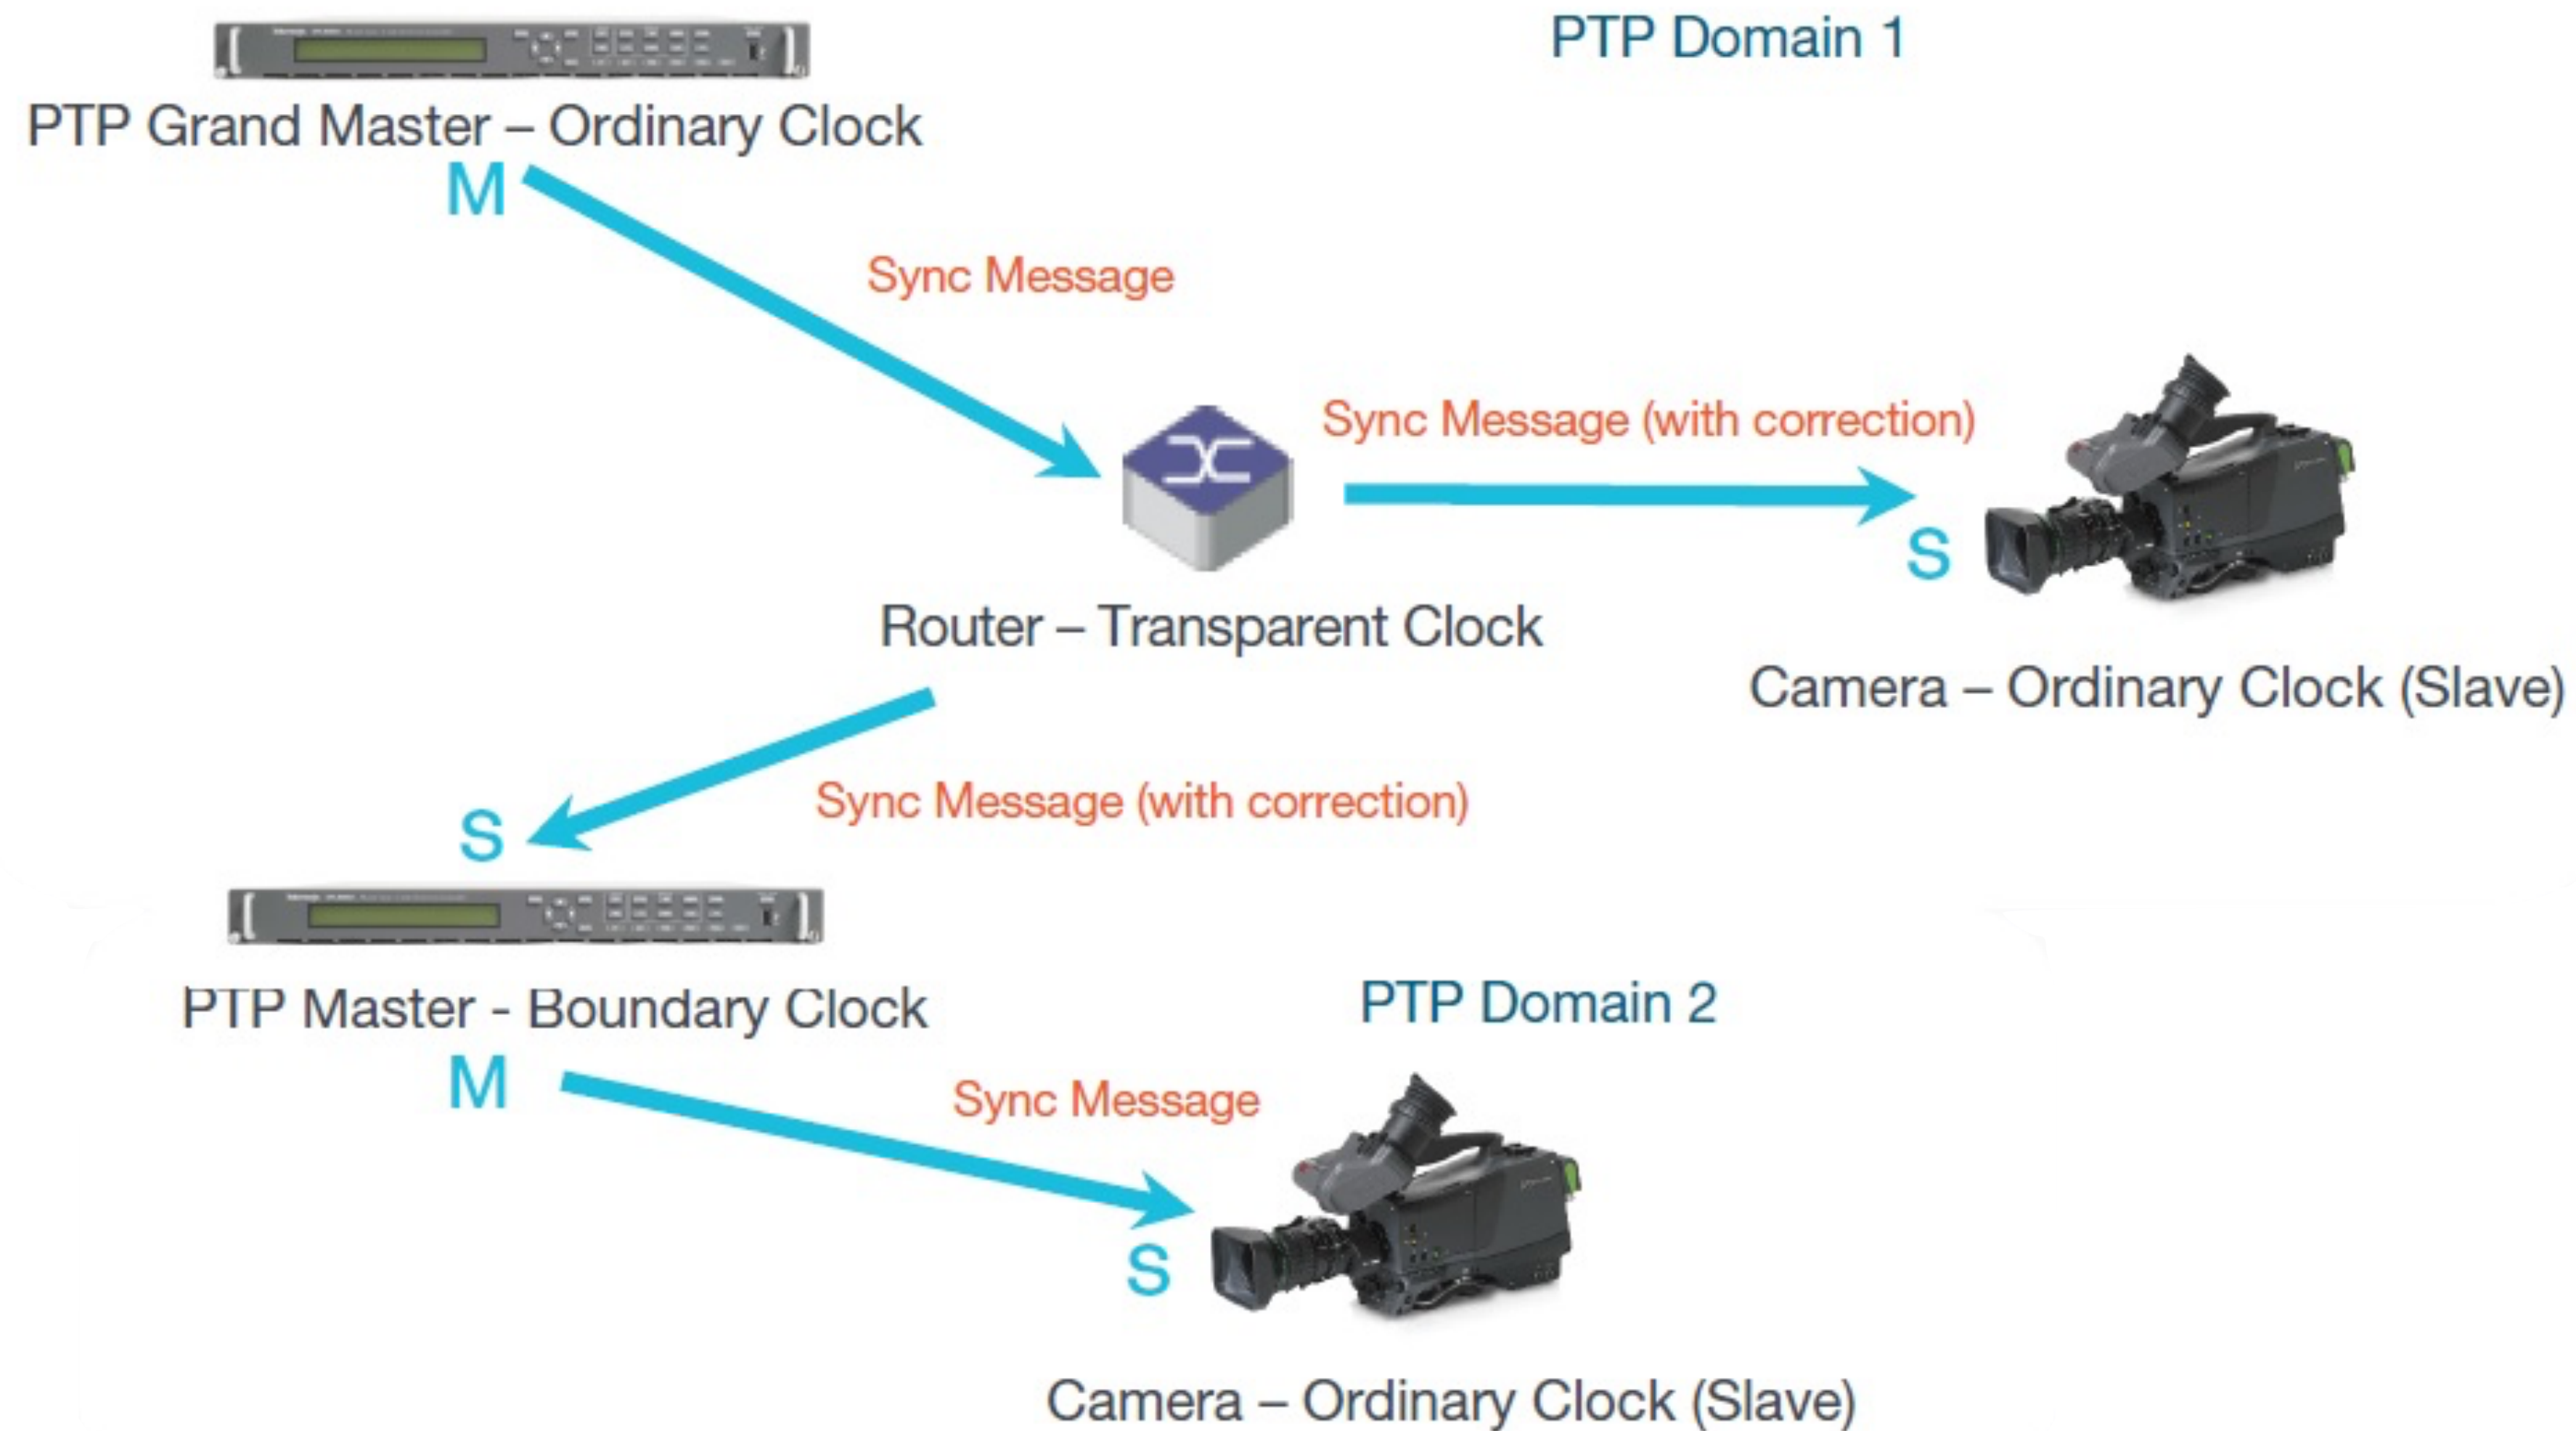 PTP Domain 1
PTP Grand Master – Ordinary Clock
M
Sync Message
Sync Message (with correction)
S
Router – Transparent Clock
Camera – Ordinary Clock (Slave)
Sync Message (with correction)
S
PTP Master - Boundary Clock
PTP Domain 2
M
Sync Message
S
Camera – Ordinary Clock (Slave)